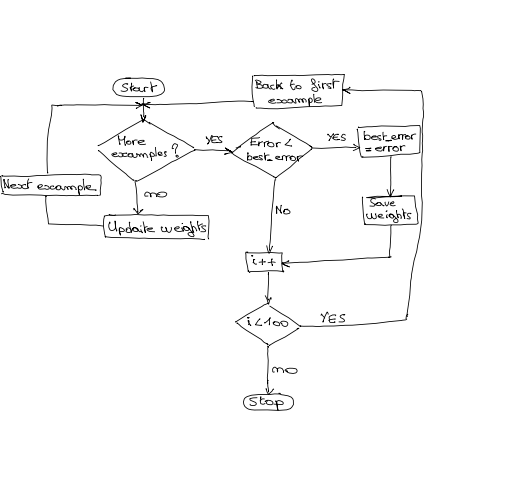 Start
Back to first
example
More
examples?
YES
Error <
best_error
YES
best_error
= error
Next example
no
Update weights
No
Save
weights
i++
i<100
YES
no
Stop